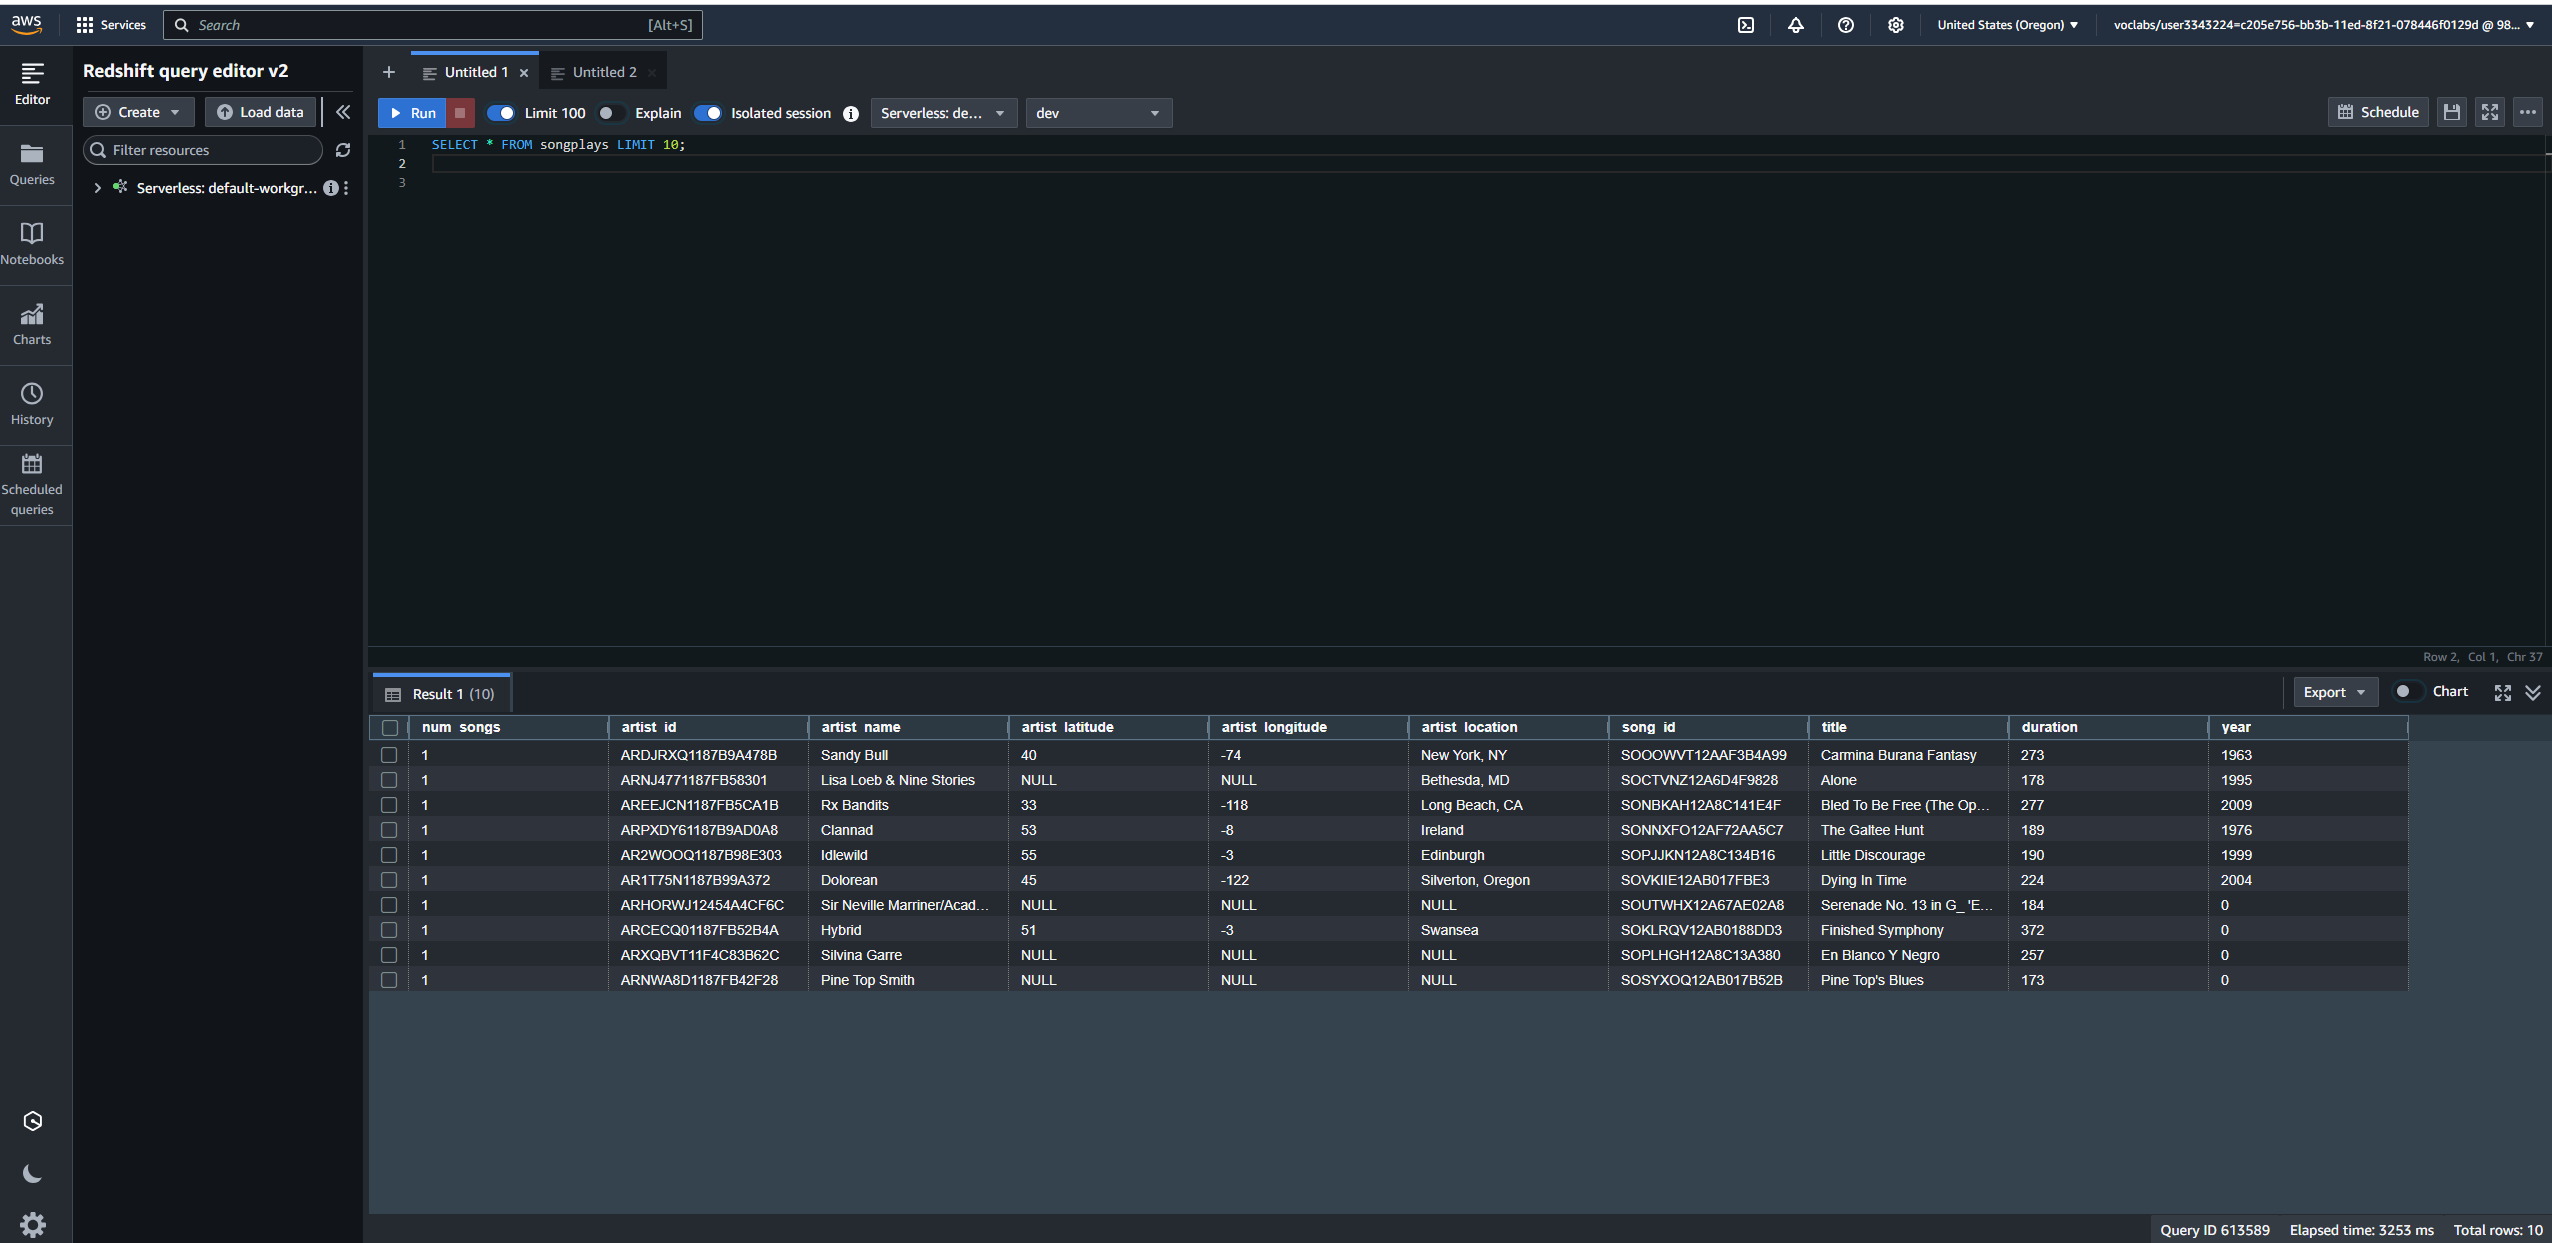 aws Services Search [Alt+S] United States (Oregon) voclabs/user3343224=c205e756-bb3b-11ed-8f21-078446f0129d @ 98...
Editor
Queries
Notebooks
Charts
History
Scheduled
queries
Redshift query editor v2
Create Load data
Filter resources
Serverless: default-workgr...
Untitled 1 Untitled 2
Run Limit 100 Explain Isolated session Serverless: de... dev Schedule
1 SELECT * FROM songplays LIMIT 10;
2
3
Row 2, Col 1, Chr 37
Result 1 (10) Export Chart
num_songs artist_id artist_name artist_latitude artist_longitude artist_location song_id title duration year
1 ARDJRXQ1187B9A478B Sandy Bull 40 -74 New York, NY SOOOWVT12AAF3B4A99 Carmina Burana Fantasy 273 1963
1 ARNJ4771187FB58301 Lisa Loeb & Nine Stories NULL NULL Bethesda, MD SOCTVNZ12A6D4F9828 Alone 178 1995
1 AREEJCN1187FB5CA1B Rx Bandits 33 -118 Long Beach, CA SONBKAH12A8C141E4F Bled To Be Free (The Op... 277 2009
1 ARPXDY61187B9AD0A8 Clannad 53 -8 Ireland SONNXFO12AF72AA5C7 The Galtee Hunt 189 1976
1 AR2WOOQ1187B98E303 Idlewild 55 -3 Edinburgh SOPJJKN12A8C134B16 Little Discourage 190 1999
1 AR1T75N1187B99A372 Dolorean 45 -122 Silverton, Oregon SOVKIIE12AB017FBE3 Dying In Time 224 2004
1 ARHORWJ12454A4CF6C Sir Neville Marriner/Acad... NULL NULL NULL SOUTWHX12A67AE02A8 Serenade No. 13 in G_ 'E... 184 0
1 ARCECQ01187FB52B4A Hybrid 51 -3 Swansea SOKLRQV12AB0188DD3 Finished Symphony 372 0
1 ARXQBVT11F4C83B62C Silvina Garre NULL NULL NULL SOPLHGH12A8C13A380 En Blanco Y Negro 257 0
1 ARNWA8D1187FB42F28 Pine Top Smith NULL NULL NULL SOSYXOQ12AB017B52B Pine Top's Blues 173 0
Query ID 613589 Elapsed time: 3253 ms Total rows: 10